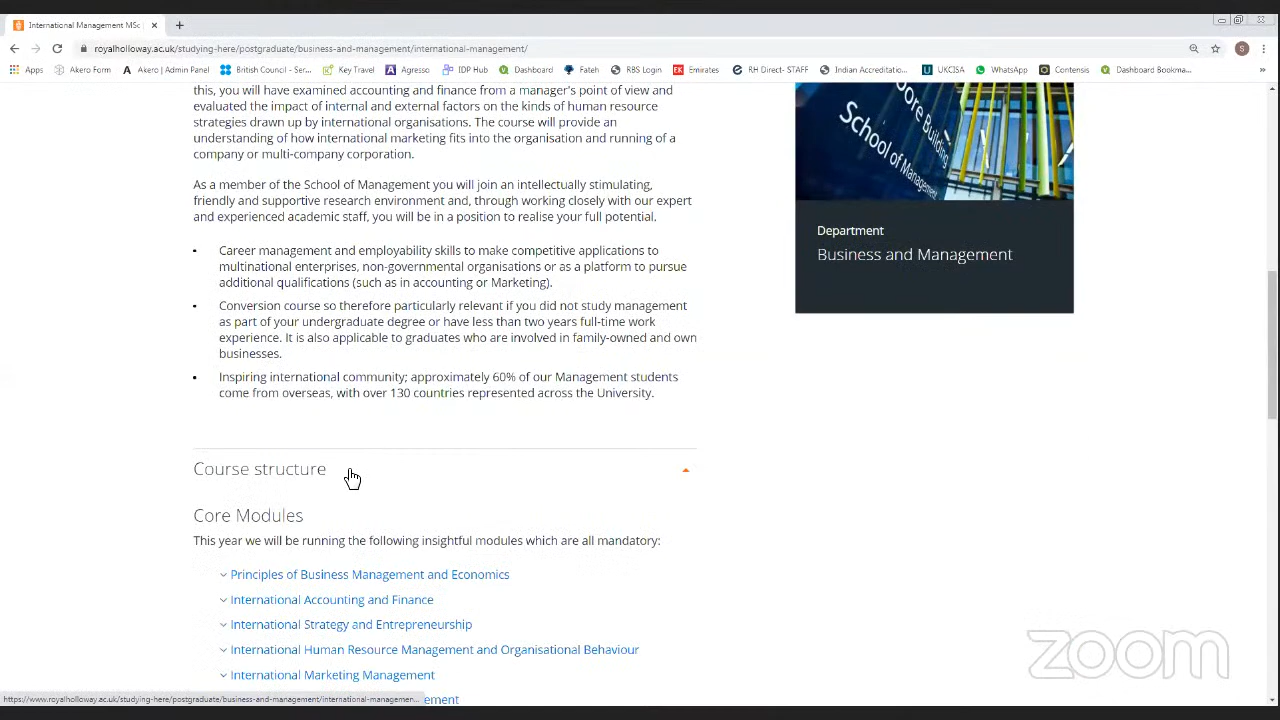 International Management MSc
royalholloway.ac.uk/studying-here/postgraduate/business-and-management/international-management/
S
Apps
Akero Form
Akero | Admin Panel
British Council - Ser...
Key Travel
Agresso
IDP Hub
Dashboard
Fateh
RBS Login
Emirates
RH Direct- STAFF
Indian Accreditatio...
UKCISA
WhatsApp
Contensis
Dashboard Bookma...
this, you will have examined accounting and finance from a manager's point of view and
evaluated the impact of internal and external factors on the kinds of human resource
strategies drawn up by international organisations. The course will provide an
understanding of how international marketing fits into the organisation and running of a
company or multi-company corporation.
As a member of the School of Management you will join an intellectually stimulating,
friendly and supportive research environment and, through working closely with our expert
and experienced academic staff, you will be in a position to realise your full potential.
Career management and employability skills to make competitive applications to
multinational enterprises, non-governmental organisations or as a platform to pursue
additional qualifications (such as in accounting or Marketing).
Conversion course so therefore particularly relevant if you did not study management
as part of your undergraduate degree or have less than two years full-time work
experience. It is also applicable to graduates who are involved in family-owned and own
businesses.
Inspiring international community; approximately 60% of our Management students
come from overseas, with over 130 countries represented across the University.
Building
School of Management
Department
Business and Management
Course structure
Core Modules
This year we will be running the following insightful modules which are all mandatory:
Principles of Business Management and Economics
International Accounting and Finance
International Strategy and Entrepreneurship
International Human Resource Management and Organisational Behaviour
International Marketing Management
https://www.royalholloway.ac.uk/studying-here/postgraduate/business-and-management/international-managemen...
zoom